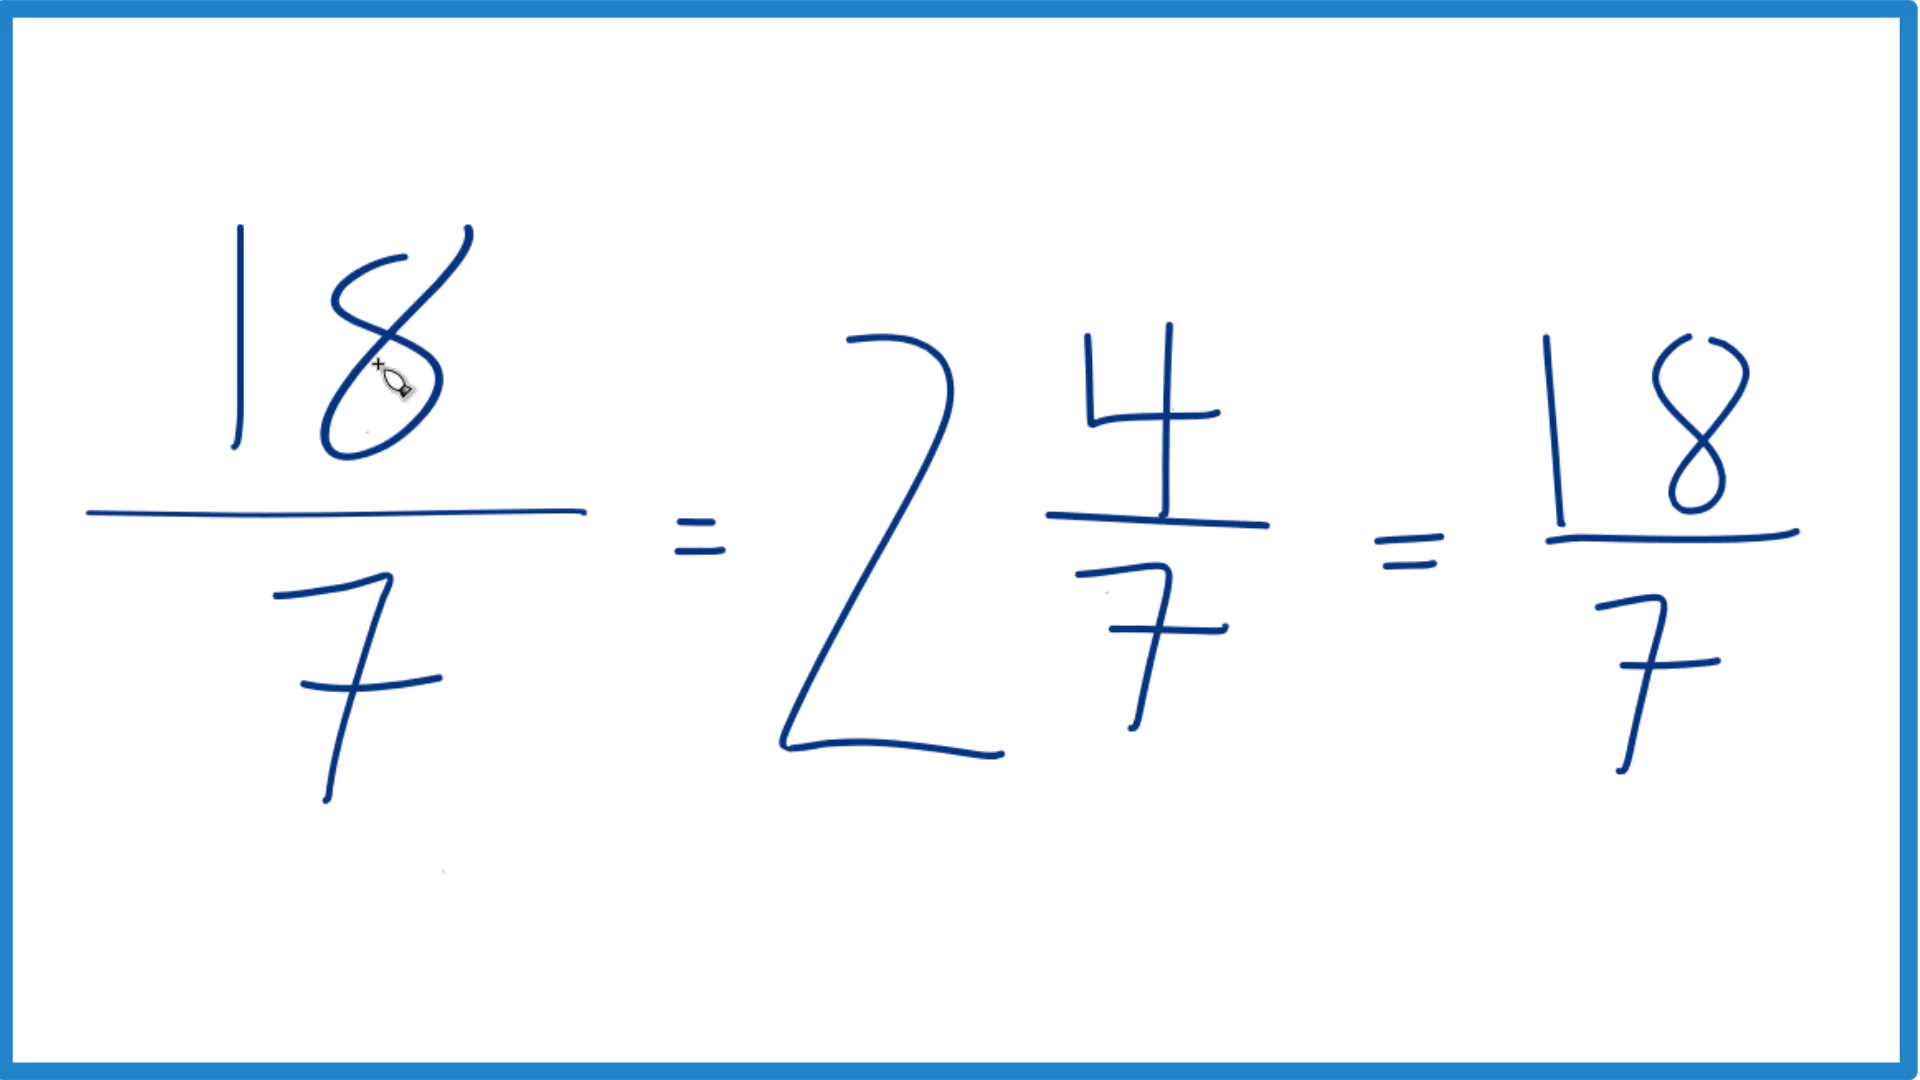 18/7 = 2 4/7 = 18/7